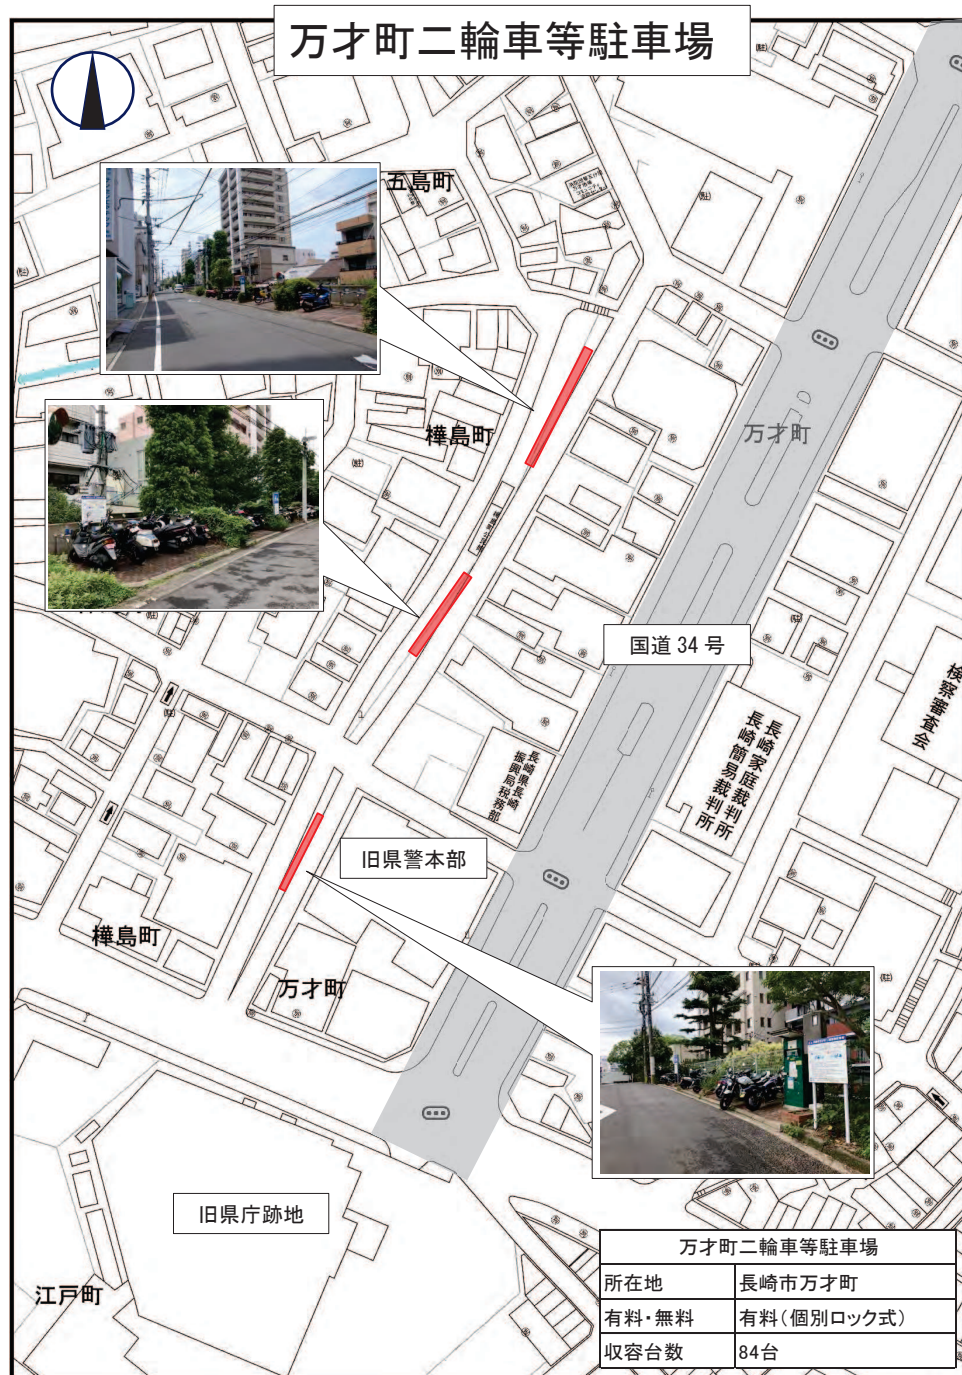 万才町二輪車等駐車場
五島町
樺島町
万才町
国道 34 号
検察審査会
長崎家庭裁判所
長崎簡易裁判所
長崎県長崎
振興局税務部
旧県警本部
樺島町
万才町
旧県庁跡地
江戸町
万才町二輪車等駐車場
所在地 長崎市万才町
有料・無料 有料(個別ロック式)
収容台数 84台